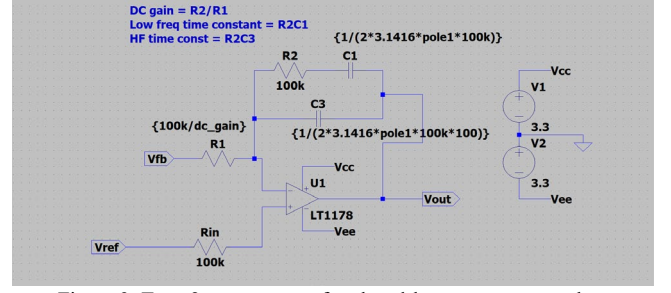 DC gain = R2/R1
Low freq time constant = R2C1
HF time const = R2C3
{1/(2*3.1416*pole1*100k)}
R2
C1
100k
C3
{1/(2*3.1416*pole1*100k*100)}
{100k/dc_gain}
R1
Vfb
Vcc
U1
LT1178
Vee
Vout
Vref
Rin
100k
Vcc
V1
3.3
V2
3.3
Vee